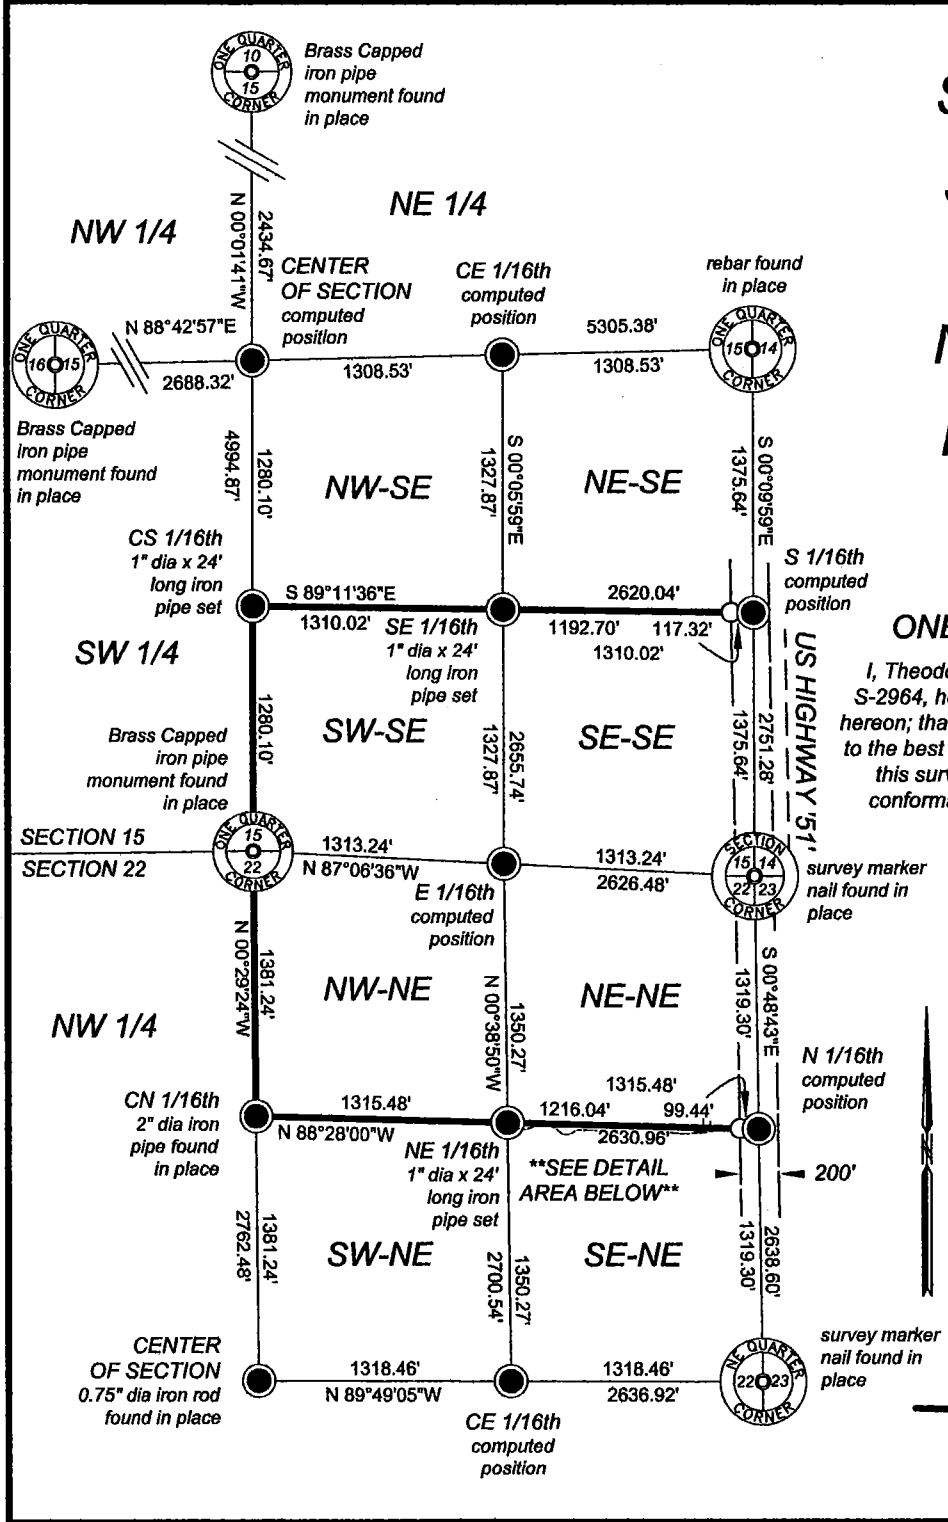 ONE QUARTER
10
15
CORNER
Brass Capped
iron pipe
monument found
in place
N 00°01'41"W
2434.67'
NW 1/4
NE 1/4
CENTER
OF SECTION
computed
position
CE 1/16th
computed
position
rebar found
in place
ONE QUARTER
15 14
CORNER
ONE QUARTER
16 15
CORNER
N 88°42'57"E
2688.32'
5305.38'
1308.53'
1308.53'
Brass Capped
iron pipe
monument found
in place
4994.87'
1280.10'
NW-SE
S 00°05'59"E
1327.87'
NE-SE
S 00°09'59"E
1375.64'
CS 1/16th
1" dia x 24'
long iron
pipe set
S 89°11'36"E
1310.02'
SE 1/16th
1" dia x 24'
long iron
pipe set
2620.04'
1192.70'
117.32'
1310.02'
S 1/16th
computed
position
ONE
I, Theodo
S-2964, h
hereon; tha
to the best
this surv
conforma
SW 1/4
1280.10'
SW-SE
2655.74'
1327.87'
SE-SE
1375.64'
2751.28'
US HIGHWAY '51'
Brass Capped
iron pipe
monument found
in place
SECTION 15
SECTION 22
ONE QUARTER
15
22
CORNER
1313.24'
N 87°06'36"W
1313.24'
2626.48'
E 1/16th
computed
position
SECTION
15 14
22 23
CORNER
survey marker
nail found in
place
N 00°29'24"W
1381.24'
NW-NE
N 00°38'50"W
1350.27'
NE-NE
1319.30'
S 00°48'43"E
NW 1/4
CN 1/16th
2" dia iron
pipe found
in place
1315.48'
N 88°28'00"W
NE 1/16th
1" dia x 24'
long iron
pipe set
1315.48'
1216.04'
99.44'
2630.96'
**SEE DETAIL
AREA BELOW**
N 1/16th
computed
position
200'
N
2762.48'
1381.24'
SW-NE
2700.54'
1350.27'
SE-NE
1319.30'
2638.60'
CENTER
OF SECTION
0.75" dia iron rod
found in place
1318.46'
N 89°49'05"W
1318.46'
2636.92'
CE 1/16th
computed
position
NE QUARTER
22 23
CORNER
survey marker
nail found in
place